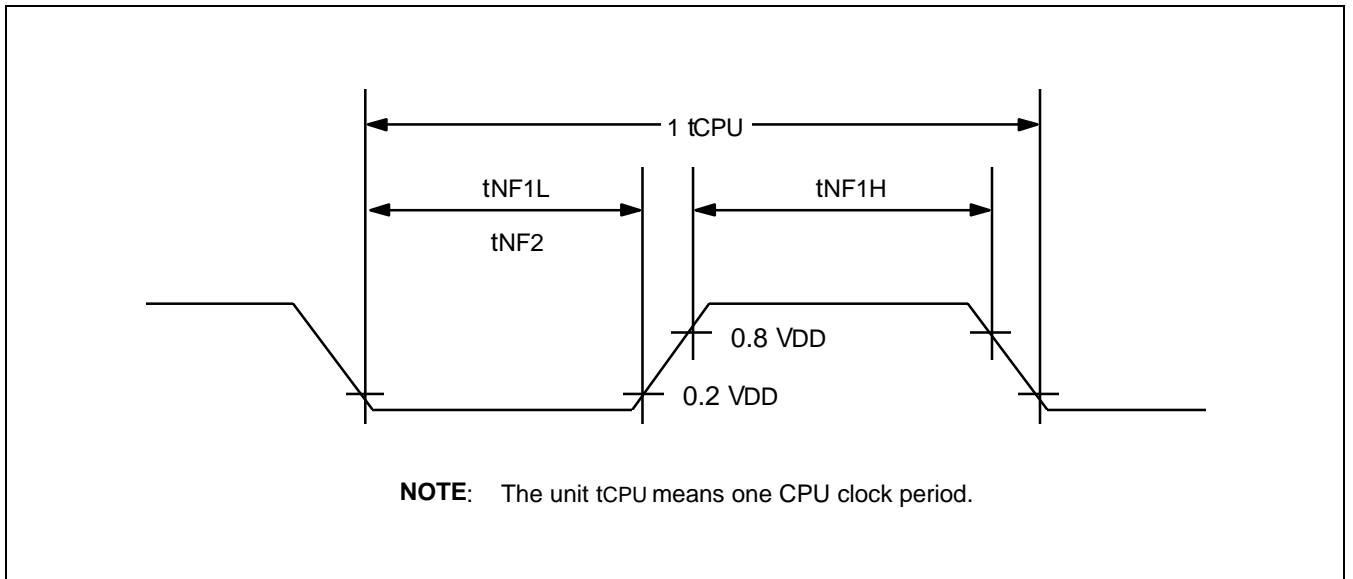 1 tCPU
tNF1L
tNF1H
tNF2
0.8 VDD
0.2 VDD
NOTE: The unit tCPU means one CPU clock period.